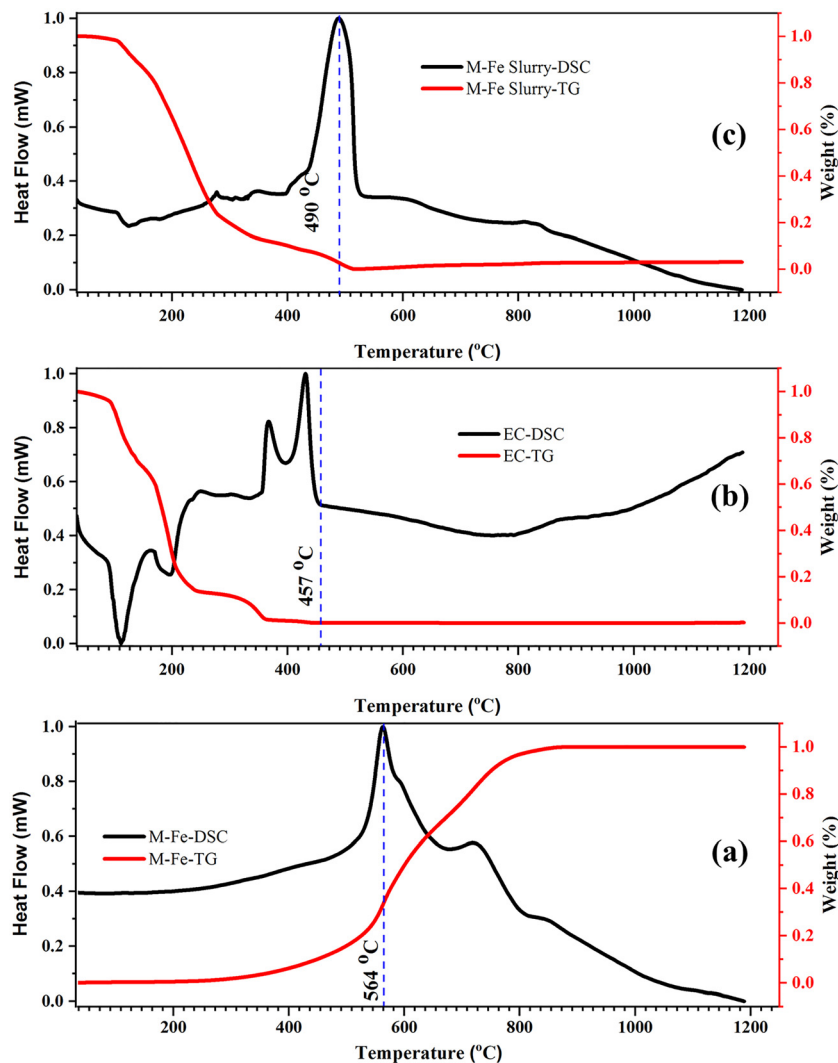 1.0
0.8
0.6
0.4
0.2
0.0
Heat Flow (mW)
M-Fe Slurry-DSC
M-Fe Slurry-TG
(c)
490 °C
1.0
0.8
0.6
0.4
0.2
0.0
Weight (%)
200 400 600 800 1000 1200
Temperature (°C)
1.0
0.8
0.6
0.4
0.2
0.0
Heat Flow (mW)
EC-DSC
EC-TG
(b)
457 °C
1.0
0.8
0.6
0.4
0.2
0.0
Weight (%)
200 400 600 800 1000 1200
Temperature (°C)
1.0
0.8
0.6
0.4
0.2
0.0
Heat Flow (mW)
M-Fe-DSC
M-Fe-TG
(a)
564 °C
1.0
0.8
0.6
0.4
0.2
0.0
Weight (%)
200 400 600 800 1000 1200
Temperature (°C)